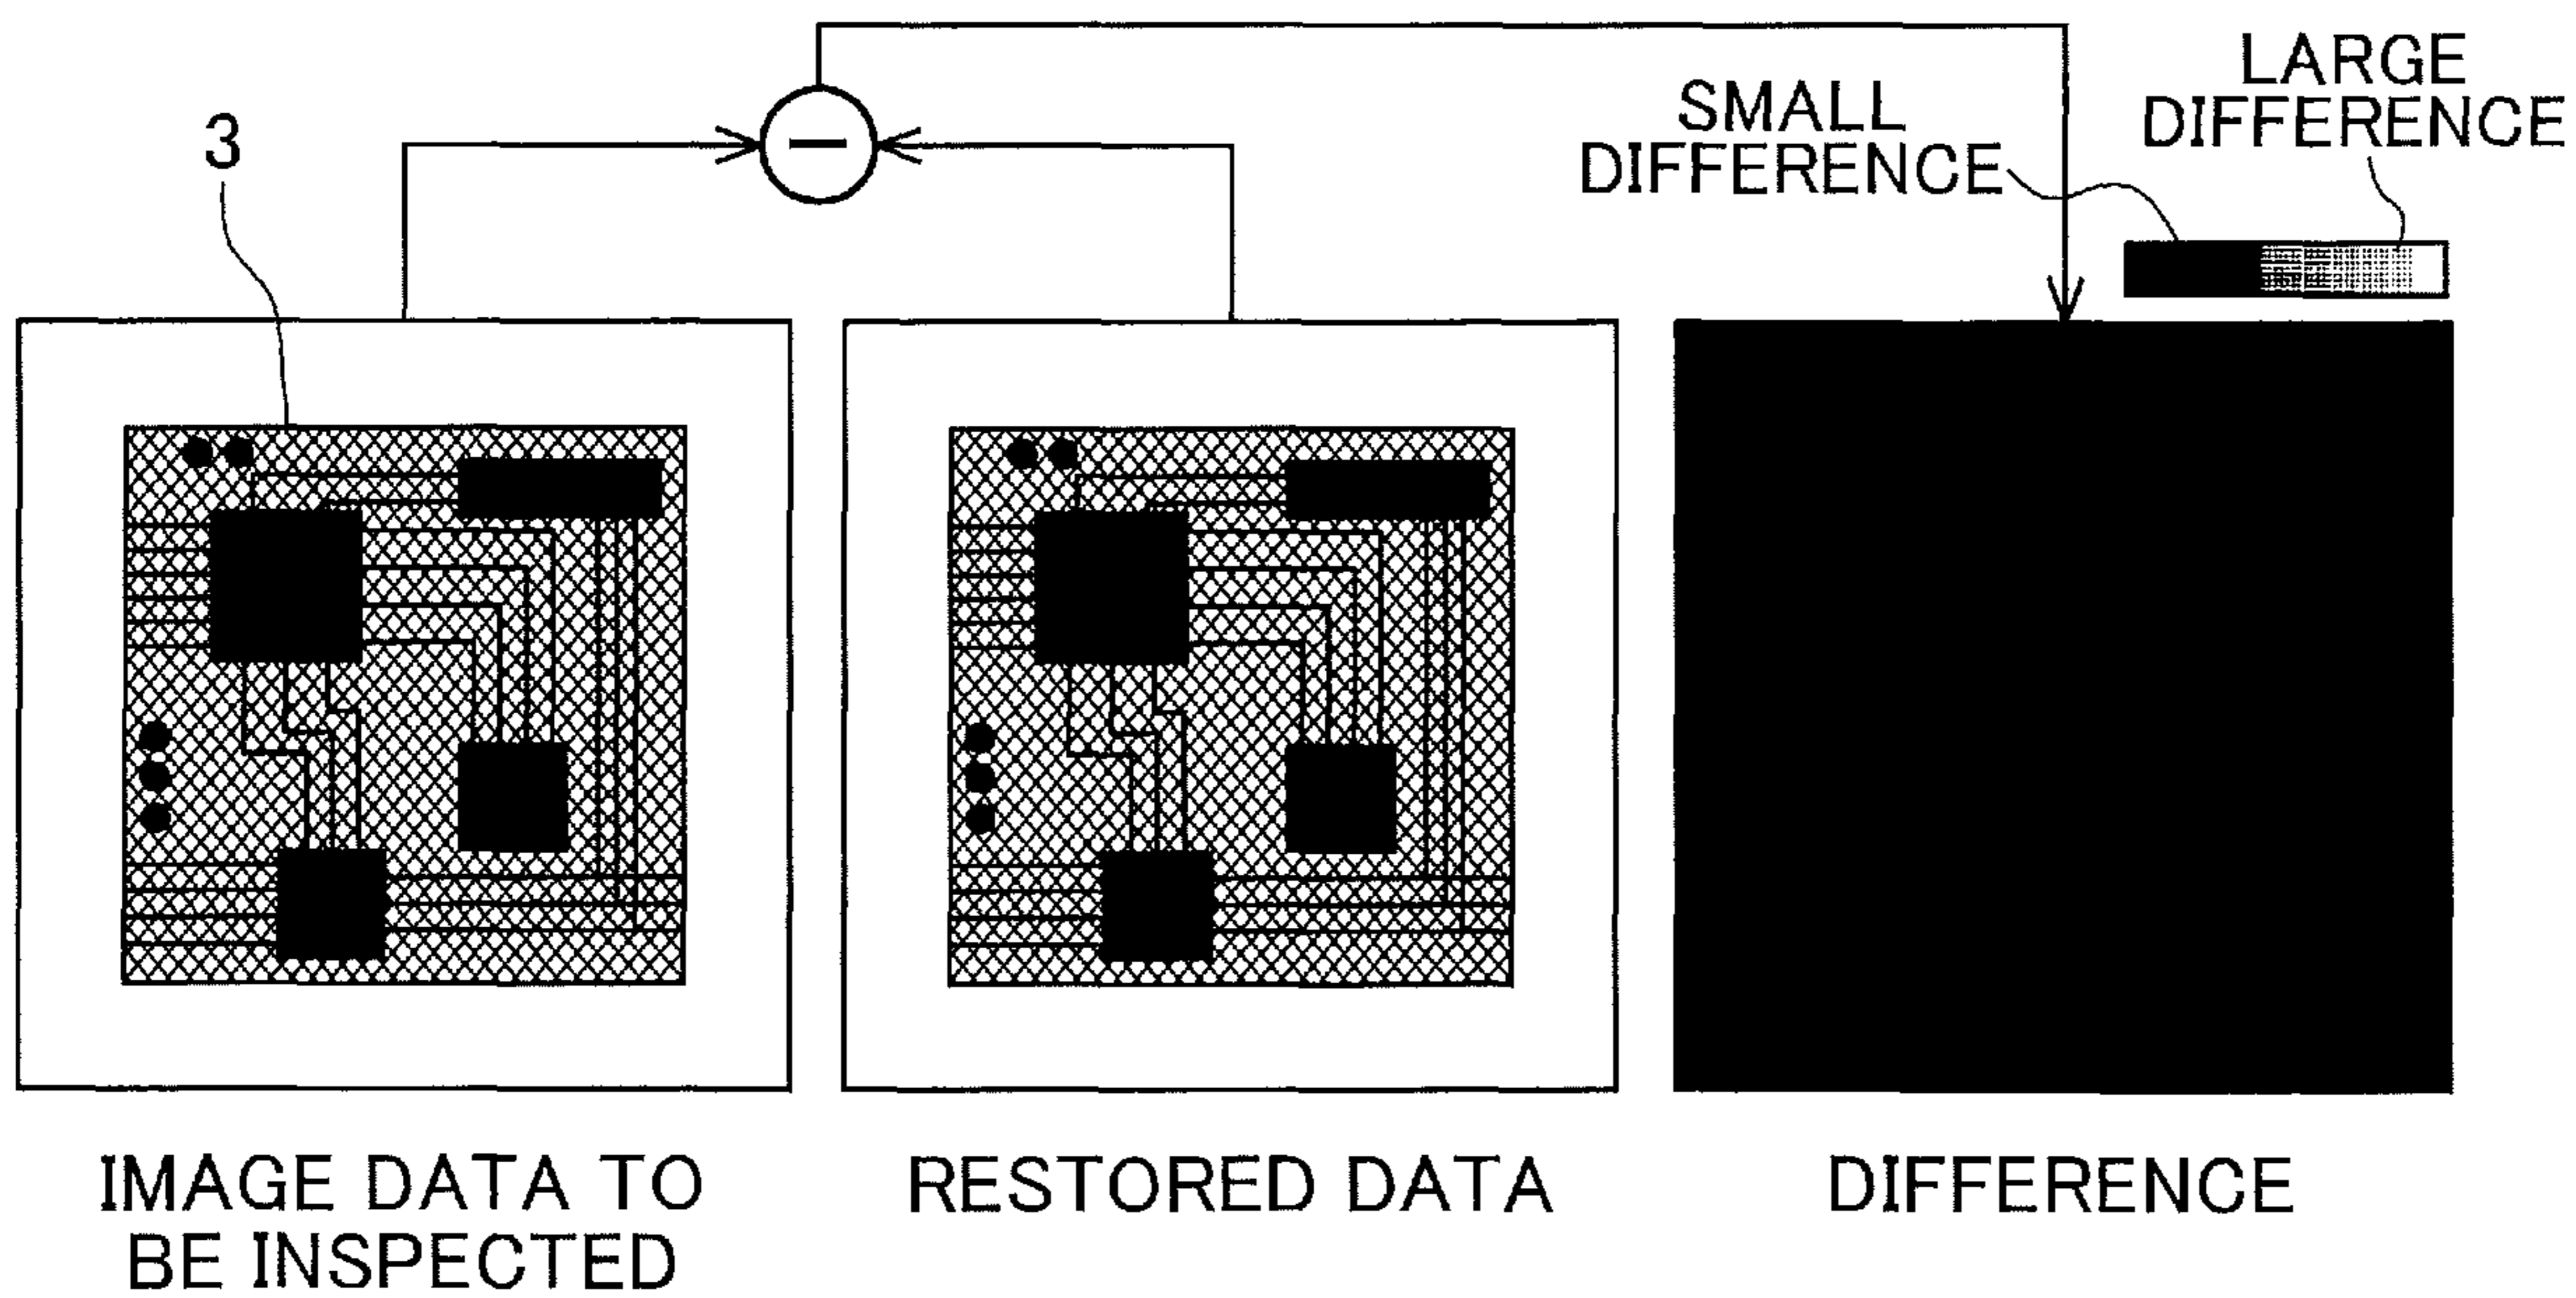 3
SMALL
DIFFERENCE
LARGE
DIFFERENCE
IMAGE DATA TO
BE INSPECTED
RESTORED DATA
DIFFERENCE